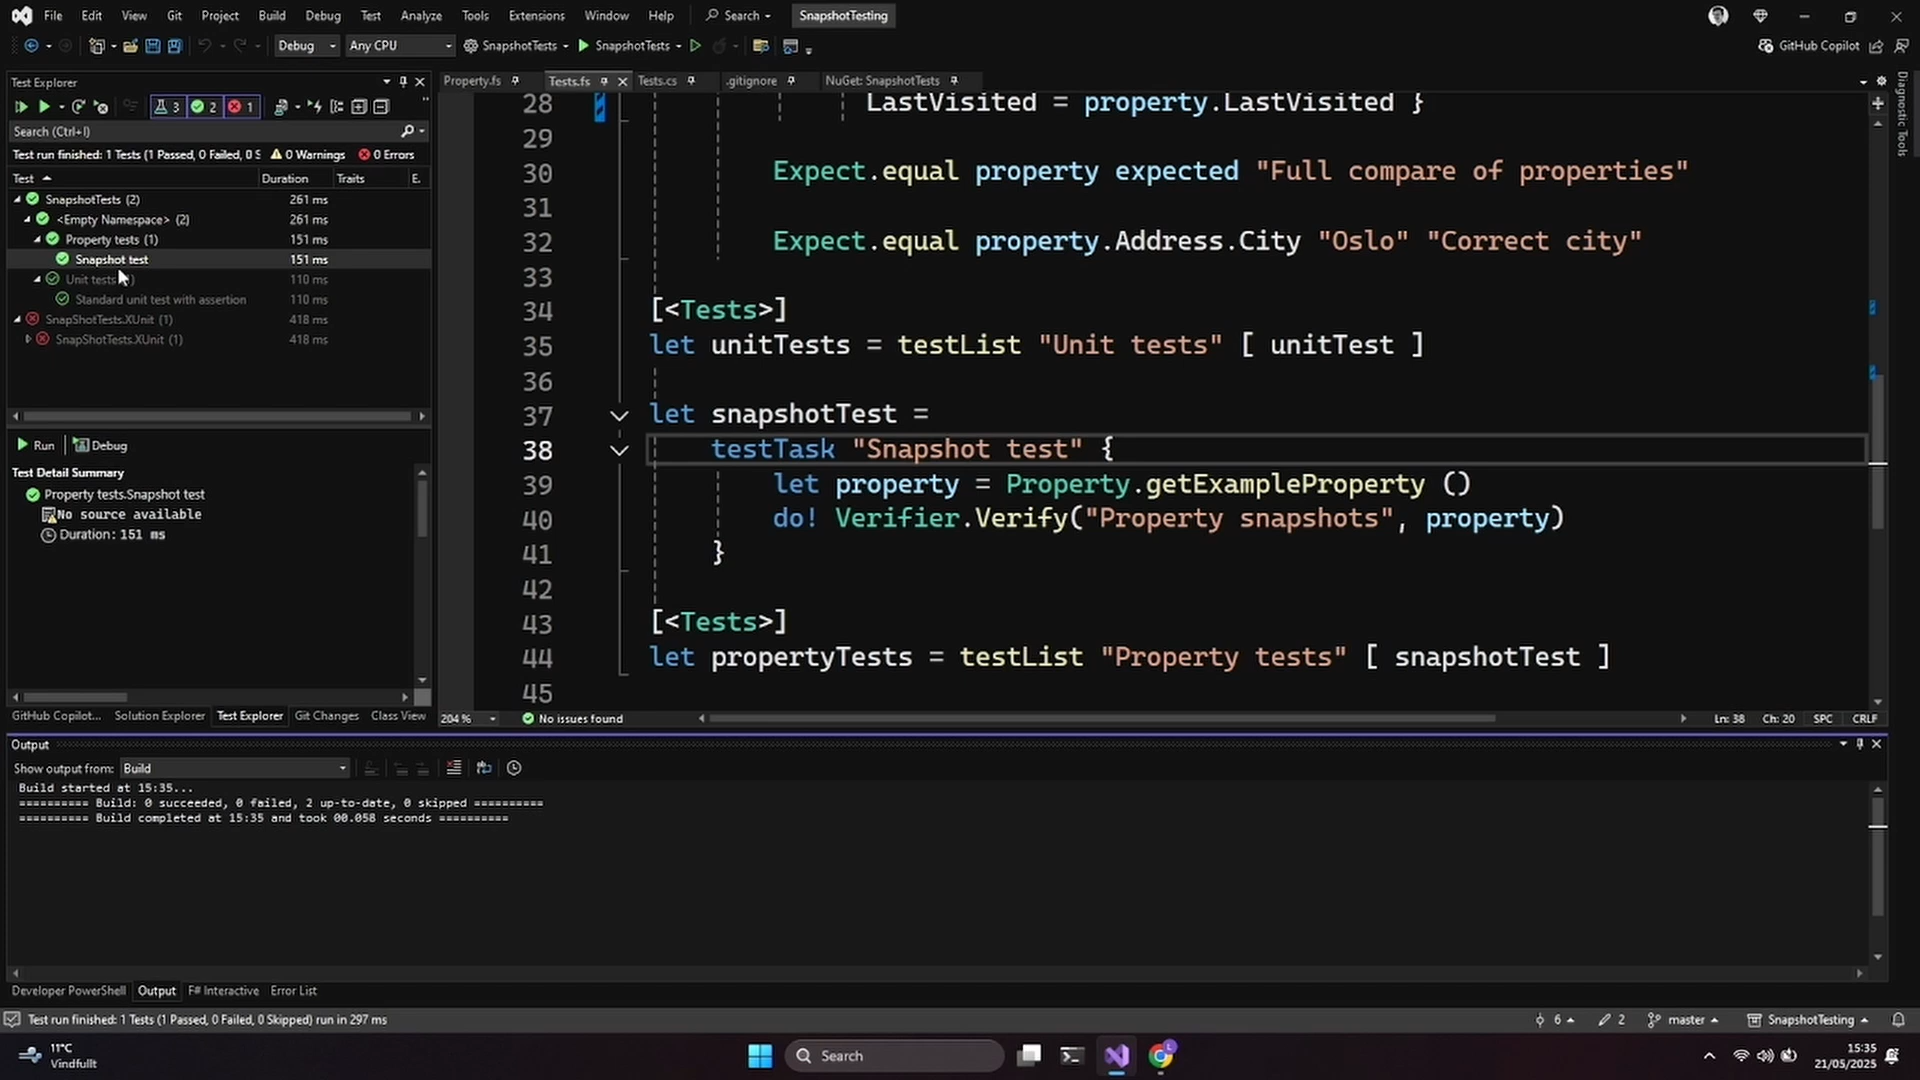 File Edit View Git Project Build Debug Test Analyze Tools Extensions Window Help Search SnapshotTesting
Debug Any CPU SnapshotTests SnapshotTests GitHub Copilot
Test Explorer
Property.fs Tests.fs Tests.cs .gitignore NuGet: SnapshotTests
3 2 1
Search (Ctrl+I)
Test run finished: 1 Tests (1 Passed, 0 Failed, 0 S 0 Warnings 0 Errors
Test Duration Traits E.
SnapshotTests (2) 261 ms
<Empty Namespace> (2) 261 ms
Property tests (1) 151 ms
Snapshot test 151 ms
Unit tests 110 ms
Standard unit test with assertion 110 ms
SnapShotTests.XUnit (1) 418 ms
SnapShotTests.XUnit (1) 418 ms
Run Debug
Test Detail Summary
Property tests.Snapshot test
No source available
Duration: 151 ms
GitHub Copilot... Solution Explorer Test Explorer Git Changes Class View
28 LastVisited = property.LastVisited }
29
30 Expect.equal property expected "Full compare of properties"
31
32 Expect.equal property.Address.City "Oslo" "Correct city"
33
34 [<Tests>]
35 let unitTests = testList "Unit tests" [ unitTest ]
36
37 let snapshotTest =
38 testTask "Snapshot test" {
39 let property = Property.getExampleProperty ()
40 do! Verifier.Verify("Property snapshots", property)
41 }
42
43 [<Tests>]
44 let propertyTests = testList "Property tests" [ snapshotTest ]
45
204 % No issues found Ln: 38 Ch: 20 SPC CRLF
Diagnostic Tools
Output
Show output from: Build
Build started at 15:35...
========== Build: 0 succeeded, 0 failed, 2 up-to-date, 0 skipped ==========
========== Build completed at 15:35 and took 00.058 seconds ==========
Developer PowerShell Output F# Interactive Error List
Test run finished: 1 Tests (1 Passed, 0 Failed, 0 Skipped) run in 297 ms 6 2 master SnapshotTesting
11°C
Vindfullt
Search
L
15:35
21/05/2025